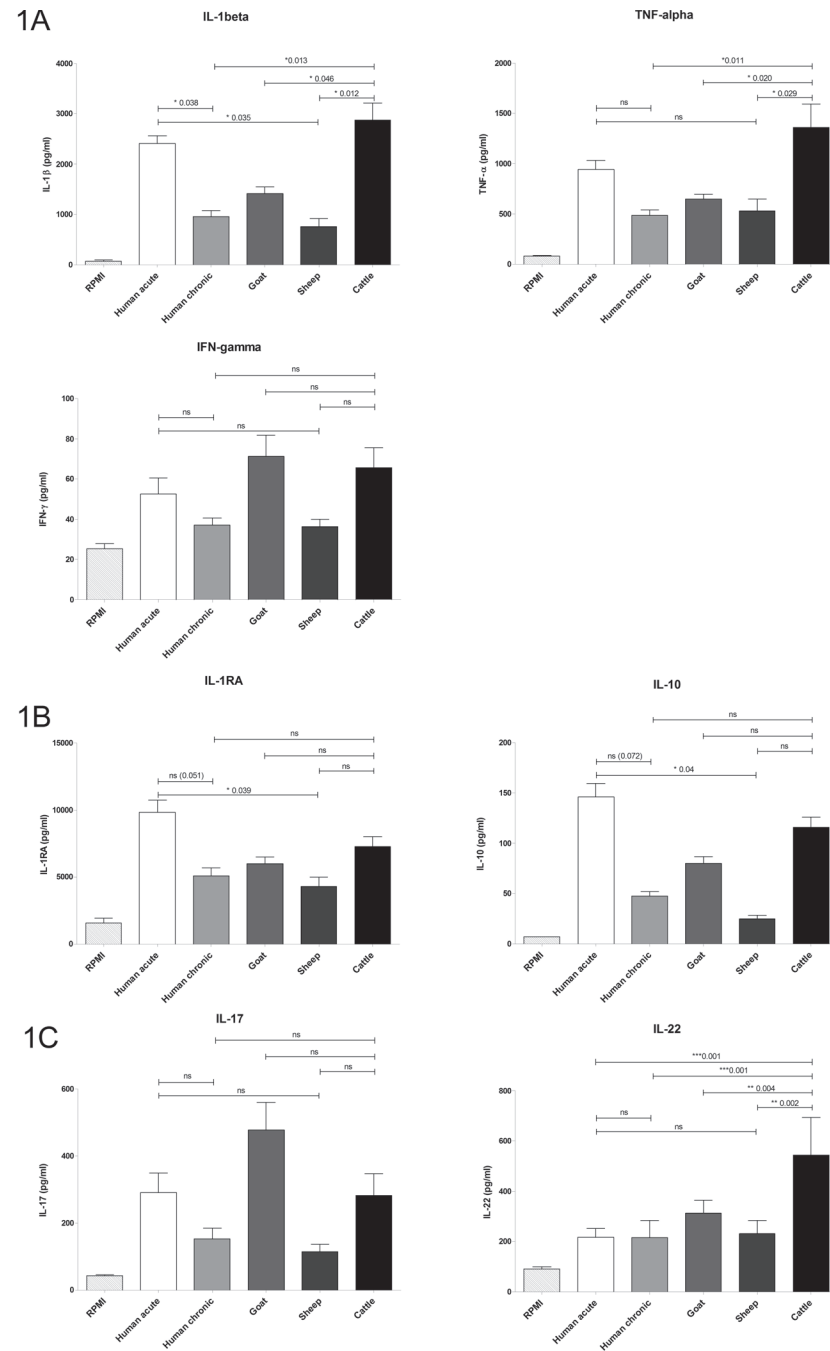 1A
IL-1beta
*0.013
* 0.046
* 0.012
* 0.038
* 0.035
4000
3000
2000
1000
0
IL-1β (pg/ml)
RPMI
Human acute
Human chronic
Goat
Sheep
Cattle
TNF-alpha
*0.011
* 0.020
* 0.029
ns
ns
2000
1500
1000
500
0
TNF-α (pg/ml)
RPMI
Human acute
Human chronic
Goat
Sheep
Cattle
IFN-gamma
ns
ns
ns
ns
ns
100
80
60
40
20
0
IFN-γ (pg/ml)
RPMI
Human acute
Human chronic
Goat
Sheep
Cattle
1B
IL-1RA
ns
ns
ns
ns (0.051)
* 0.039
15000
10000
5000
0
IL-1RA (pg/ml)
RPMI
Human acute
Human chronic
Goat
Sheep
Cattle
IL-10
ns
ns
ns
ns (0.072)
* 0.04
200
150
100
50
0
IL-10 (pg/ml)
RPMI
Human acute
Human chronic
Goat
Sheep
Cattle
1C
IL-17
ns
ns
ns
ns
ns
600
400
200
0
IL-17 (pg/ml)
RPMI
Human acute
Human chronic
Goat
Sheep
Cattle
IL-22
***0.001
***0.001
** 0.004
** 0.002
ns
ns
800
600
400
200
0
IL-22 (pg/ml)
RPMI
Human acute
Human chronic
Goat
Sheep
Cattle